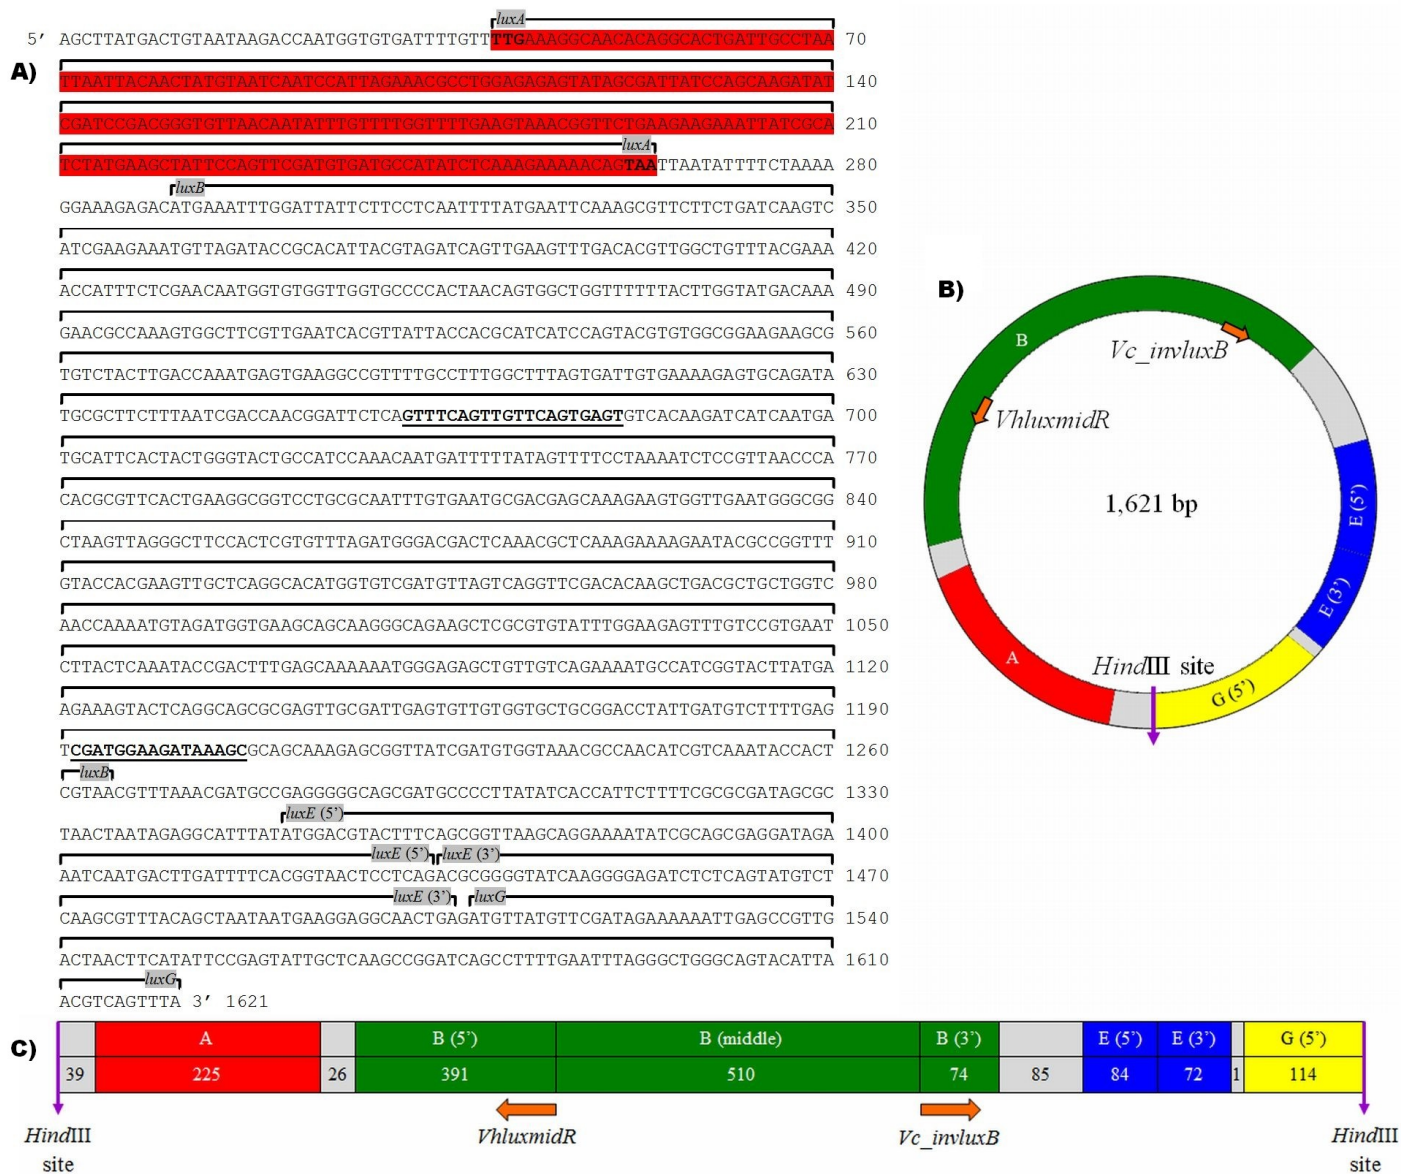 luxA
5’ AGCTTATGACTGTAATAAGACCAATGGTGTGATTTTGTTTTGAAAGGCAACACAGGCACTGATTGCCTAA 70
A)
TTAATTACAACTATGTAATCAATCCATTAGAAACGCCTGGAGAGAGTATAGCGATTATCCAGCAAGATAT 140
CGATCCGACGGGTGTTAACAATATTTGTTTTGGTTTTGAAGTAAACGGTTCTGAAGAAGAAATTATCGCA 210
luxA
TCTATGAAGCTATTCCAGTTCGATGTGATGCCATATCTCAAAGAAAAACAGTAATTAATATTTTCTAAAA 280
luxB
GGAAAGAGACATGAAATTTGGATTATTCTTCCTCAATTTTATGAATTCAAAGCGTTCTTCTGATCAAGTC 350
ATCGAAGAAATGTTAGATACCGCACATTACGTAGATCAGTTGAAGTTTGACACGTTGGCTGTTTACGAAA 420
ACCATTTCTCGAACAATGGTGTGGTTGGTGCCCCACTAACAGTGGCTGGTTTTTTACTTGGTATGACAAA 490
GAACGCCAAAGTGGCTTCGTTGAATCACGTTATTACCACGCATCATCCAGTACGTGTGGCGGAAGAAGCG 560
TGTCTACTTGACCAAATGAGTGAAGGCCGTTTTGCCTTTGGCTTTAGTGATTGTGAAAAGAGTGCAGATA 630
TGCGCTTCTTTAATCGACCAACGGATTCTCAGTTTCAGTTGTTCAGTGAGTGTCACAAGATCATCAATGA 700
TGCATTCACTACTGGGTACTGCCATCCAAACAATGATTTTTATAGTTTTCCTAAAATCTCCGTTAACCCA 770
CACGCGTTCACTGAAGGCGGTCCTGCGCAATTTGTGAATGCGACGAGCAAAGAAGTGGTTGAATGGGCGG 840
CTAAGTTAGGGCTTCCACTCGTGTTTAGATGGGACGACTCAAACGCTCAAAGAAAAGAATACGCCGGTTT 910
GTACCACGAAGTTGCTCAGGCACATGGTGTCGATGTTAGTCAGGTTCGACACAAGCTGACGCTGCTGGTC 980
AACCAAAATGTAGATGGTGAAGCAGCAAGGGCAGAAGCTCGCGTGTATTTGGAAGAGTTTGTCCGTGAAT 1050
CTTACTCAAATACCGACTTTGAGCAAAAAATGGGAGAGCTGTTGTCAGAAAATGCCATCGGTACTTATGA 1120
AGAAAGTACTCAGGCAGCGCGAGTTGCGATTGAGTGTTGTGGTGCTGCGGACCTATTGATGTCTTTTGAG 1190
TCGATGGAAGATAAAGCGCAGCAAAGAGCGGTTATCGATGTGGTAAACGCCAACATCGTCAAATACCACT 1260
luxB
CGTAACGTTTAAACGATGCCGAGGGGGCAGCGATGCCCCTTATATCACCATTCTTTTCGCGCGATAGCGC 1330
luxE (5’)
TAACTAATAGAGGCATTTATATGGACGTACTTTCAGCGGTTAAGCAGGAAAATATCGCAGCGAGGATAGA 1400
luxE (5’) luxE (3’)
AATCAATGACTTGATTTTCACGGTAACTCCTCAGACGCGGGGTATCAAGGGGAGATCTCTCAGTATGTCT 1470
luxE (3’) luxG
CAAGCGTTTACAGCTAATAATGAAGGAGGCAACTGAGATGTTATGTTCGATAGAAAAAATTGAGCCGTTG 1540
ACTAACTTCATATTCCGAGTATTGCTCAAGCCGGATCAGCCTTTTGAATTTAGGGCTGGGCAGTACATTA 1610
luxG
ACGTCAGTTTA 3’ 1621
B)
B
Vc_invluxB
VhluxmidR
1,621 bp
E (5’)
E (3’)
HindIII site
A
G (5’)
C)
A B (5’) B (middle) B (3’) E (5’) E (3’) G (5’)
39 225 26 391 510 74 85 84 72 1 114
HindIII site
VhluxmidR
Vc_invluxB
HindIII site